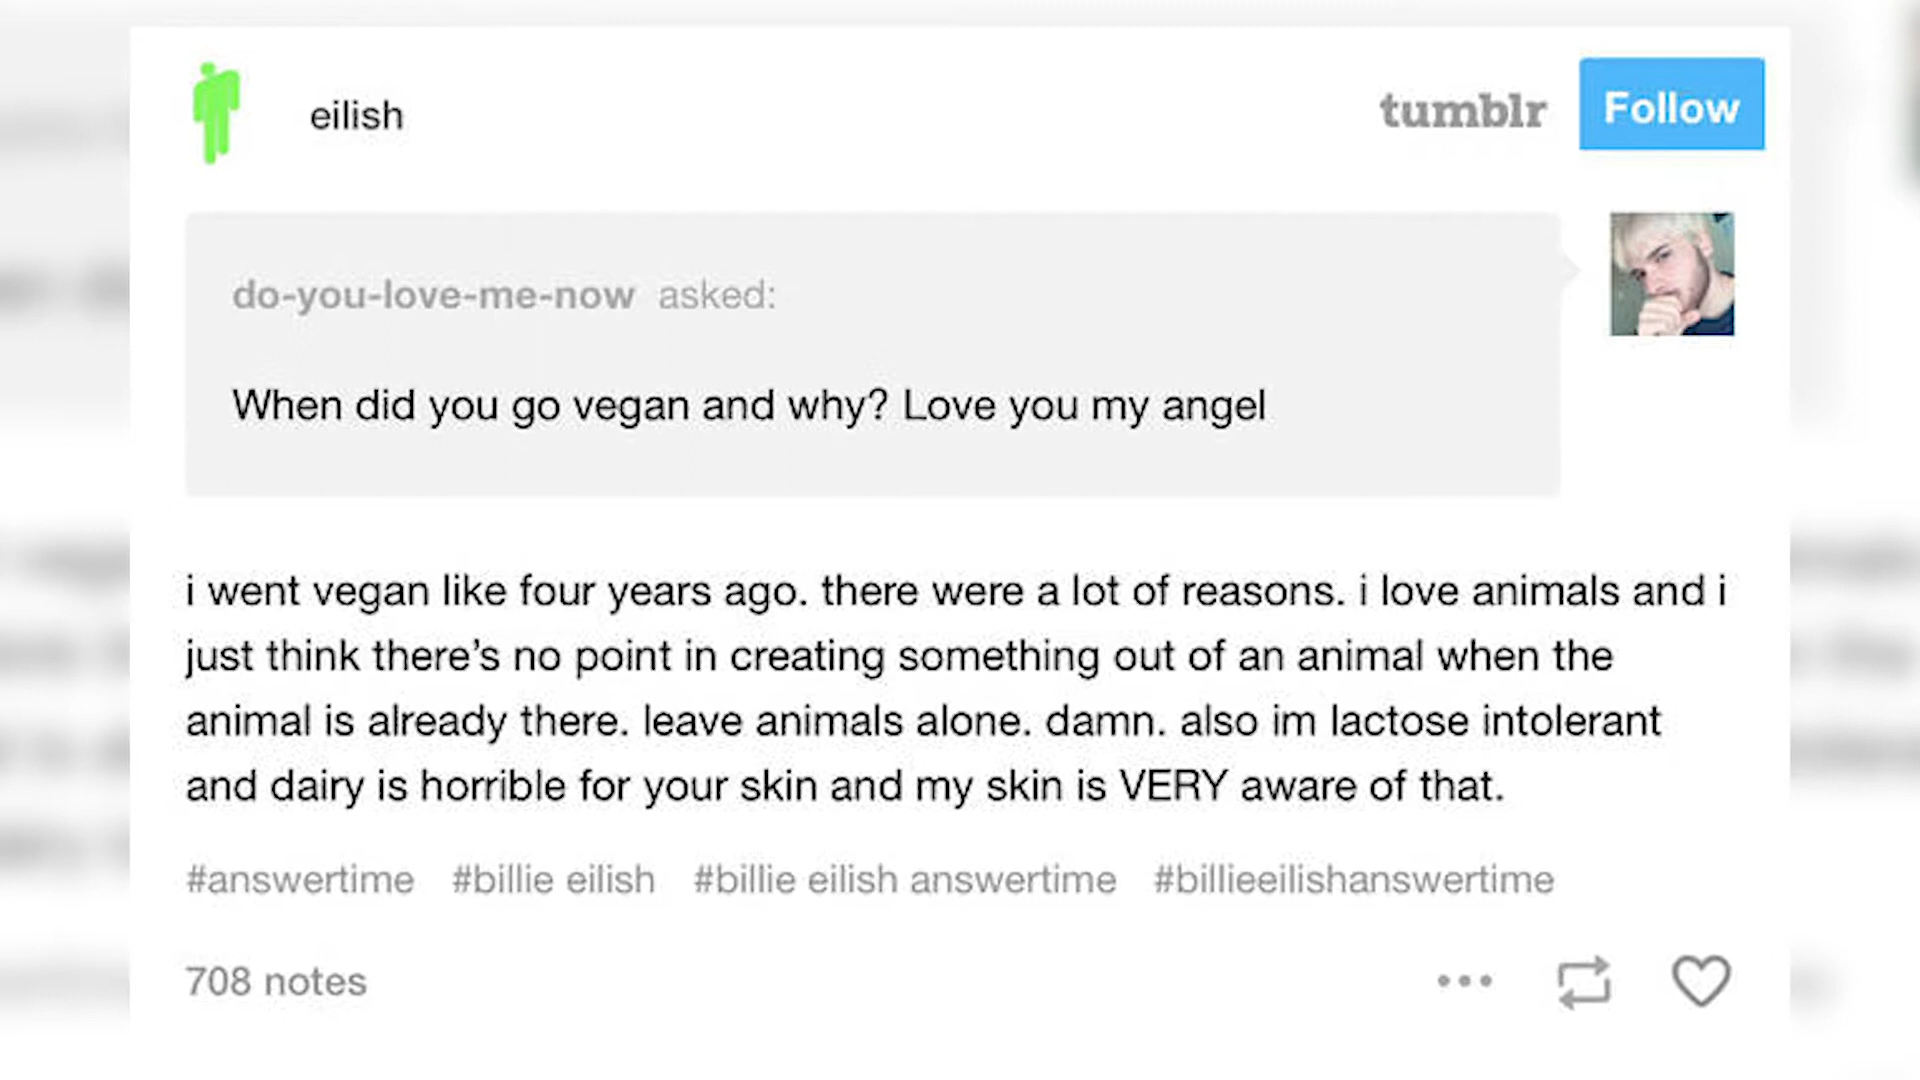 eilish
tumblr
Follow
do-you-love-me-now asked:
When did you go vegan and why? Love you my angel
i went vegan like four years ago. there were a lot of reasons. i love animals and i
just think there’s no point in creating something out of an animal when the
animal is already there. leave animals alone. damn. also im lactose intolerant
and dairy is horrible for your skin and my skin is VERY aware of that.
#answertime #billie eilish #billie eilish answertime #billieeilishanswertime
708 notes